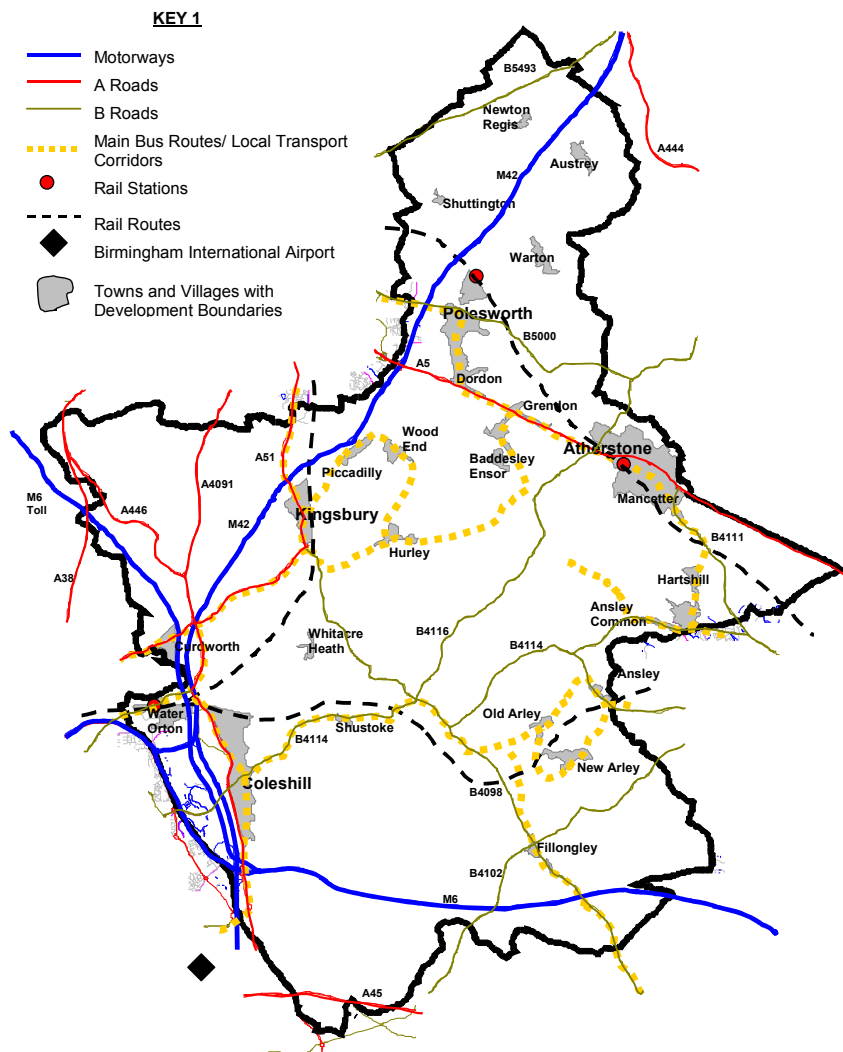 KEY 1
Motorways
A Roads
B Roads
Main Bus Routes/ Local Transport
Corridors
Rail Stations
Rail Routes
Birmingham International Airport
Towns and Villages with
Development Boundaries
B5493
Newton
Regis
A444
Austrey
M42
Shuttington
Warton
Polesworth
B5000
A5
Dordon
Grendon
Wood
End
A51
Baddesley
Ensor
Atherstone
Piccadilly
A4091
M6
Toll
A446
M42
Kingsbury
Mancetter
B4111
Hurley
A38
Hartshill
Ansley
Common
Curdworth
Whitacre
Heath
B4116
B4114
Ansley
Water
Orton
Old Arley
Shustoke
B4114
New Arley
Coleshill
B4098
Fillongley
B4102
M6
A45